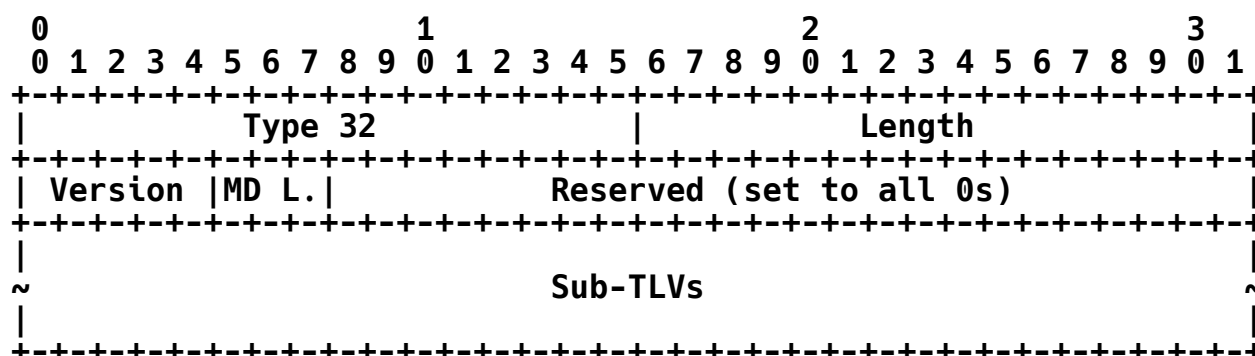 0                   1                   2                   3
 0 1 2 3 4 5 6 7 8 9 0 1 2 3 4 5 6 7 8 9 0 1 2 3 4 5 6 7 8 9 0 1
+-+-+-+-+-+-+-+-+-+-+-+-+-+-+-+-+-+-+-+-+-+-+-+-+-+-+-+-+-+-+-+-+
|           Type 32             |           Length              |
+-+-+-+-+-+-+-+-+-+-+-+-+-+-+-+-+-+-+-+-+-+-+-+-+-+-+-+-+-+-+-+-+
| Version |MD L.|           Reserved (set to all 0s)            |
+-+-+-+-+-+-+-+-+-+-+-+-+-+-+-+-+-+-+-+-+-+-+-+-+-+-+-+-+-+-+-+-+
|                                                               |
~                           Sub-TLVs                            ~
|                                                               |
+-+-+-+-+-+-+-+-+-+-+-+-+-+-+-+-+-+-+-+-+-+-+-+-+-+-+-+-+-+-+-+-+